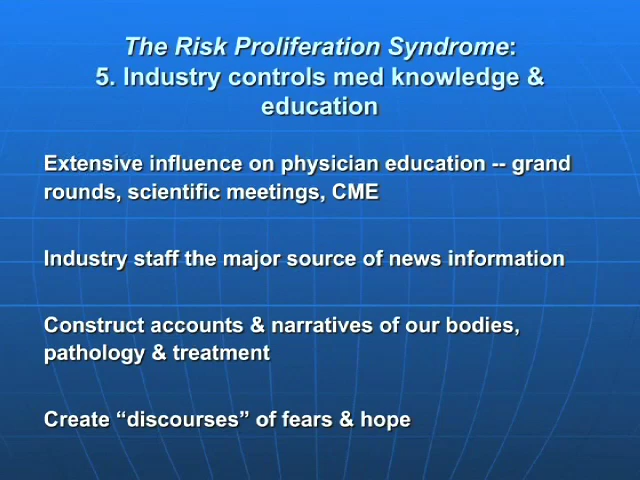 The Risk Proliferation Syndrome:
5. Industry controls med knowledge &
education
Extensive influence on physician education -- grand
rounds, scientific meetings, CME
Industry staff the major source of news information
Construct accounts & narratives of our bodies,
pathology & treatment
Create “discourses” of fears & hope